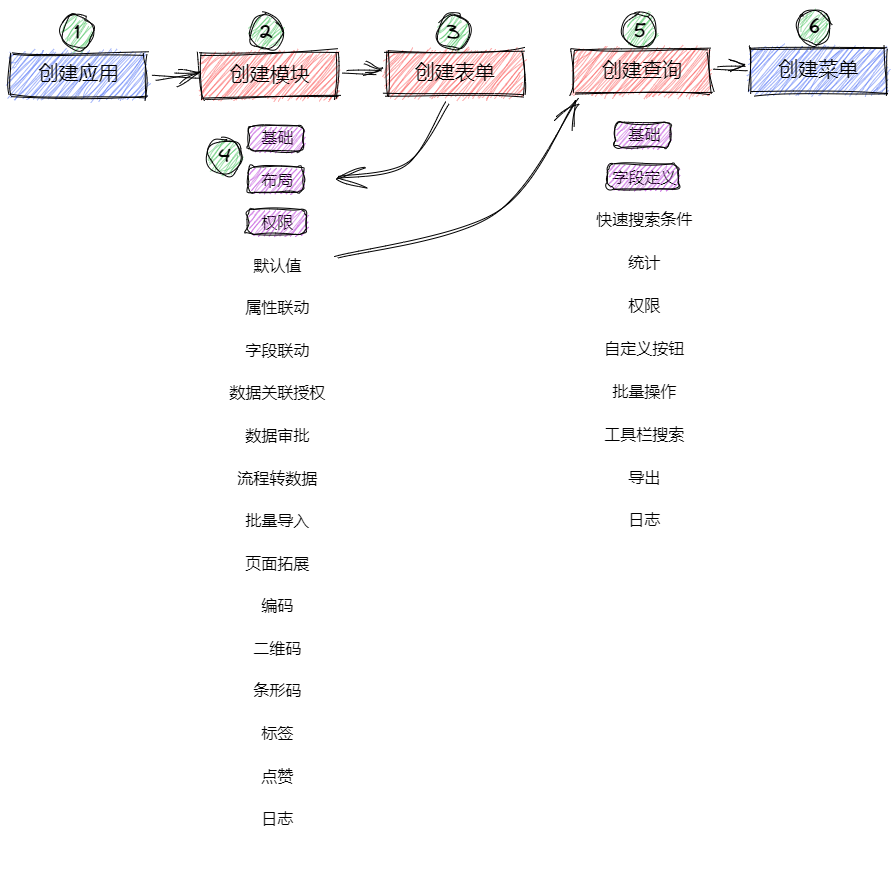 1
2
3
5
6
创建应用
创建模块
创建表单
创建查询
创建菜单
4
基础
布局
权限
默认值
属性联动
字段联动
数据关联授权
数据审批
流程转数据
批量导入
页面拓展
编码
二维码
条形码
标签
点赞
日志
基础
字段定义
快速搜索条件
统计
权限
自定义按钮
批量操作
工具栏搜索
导出
日志